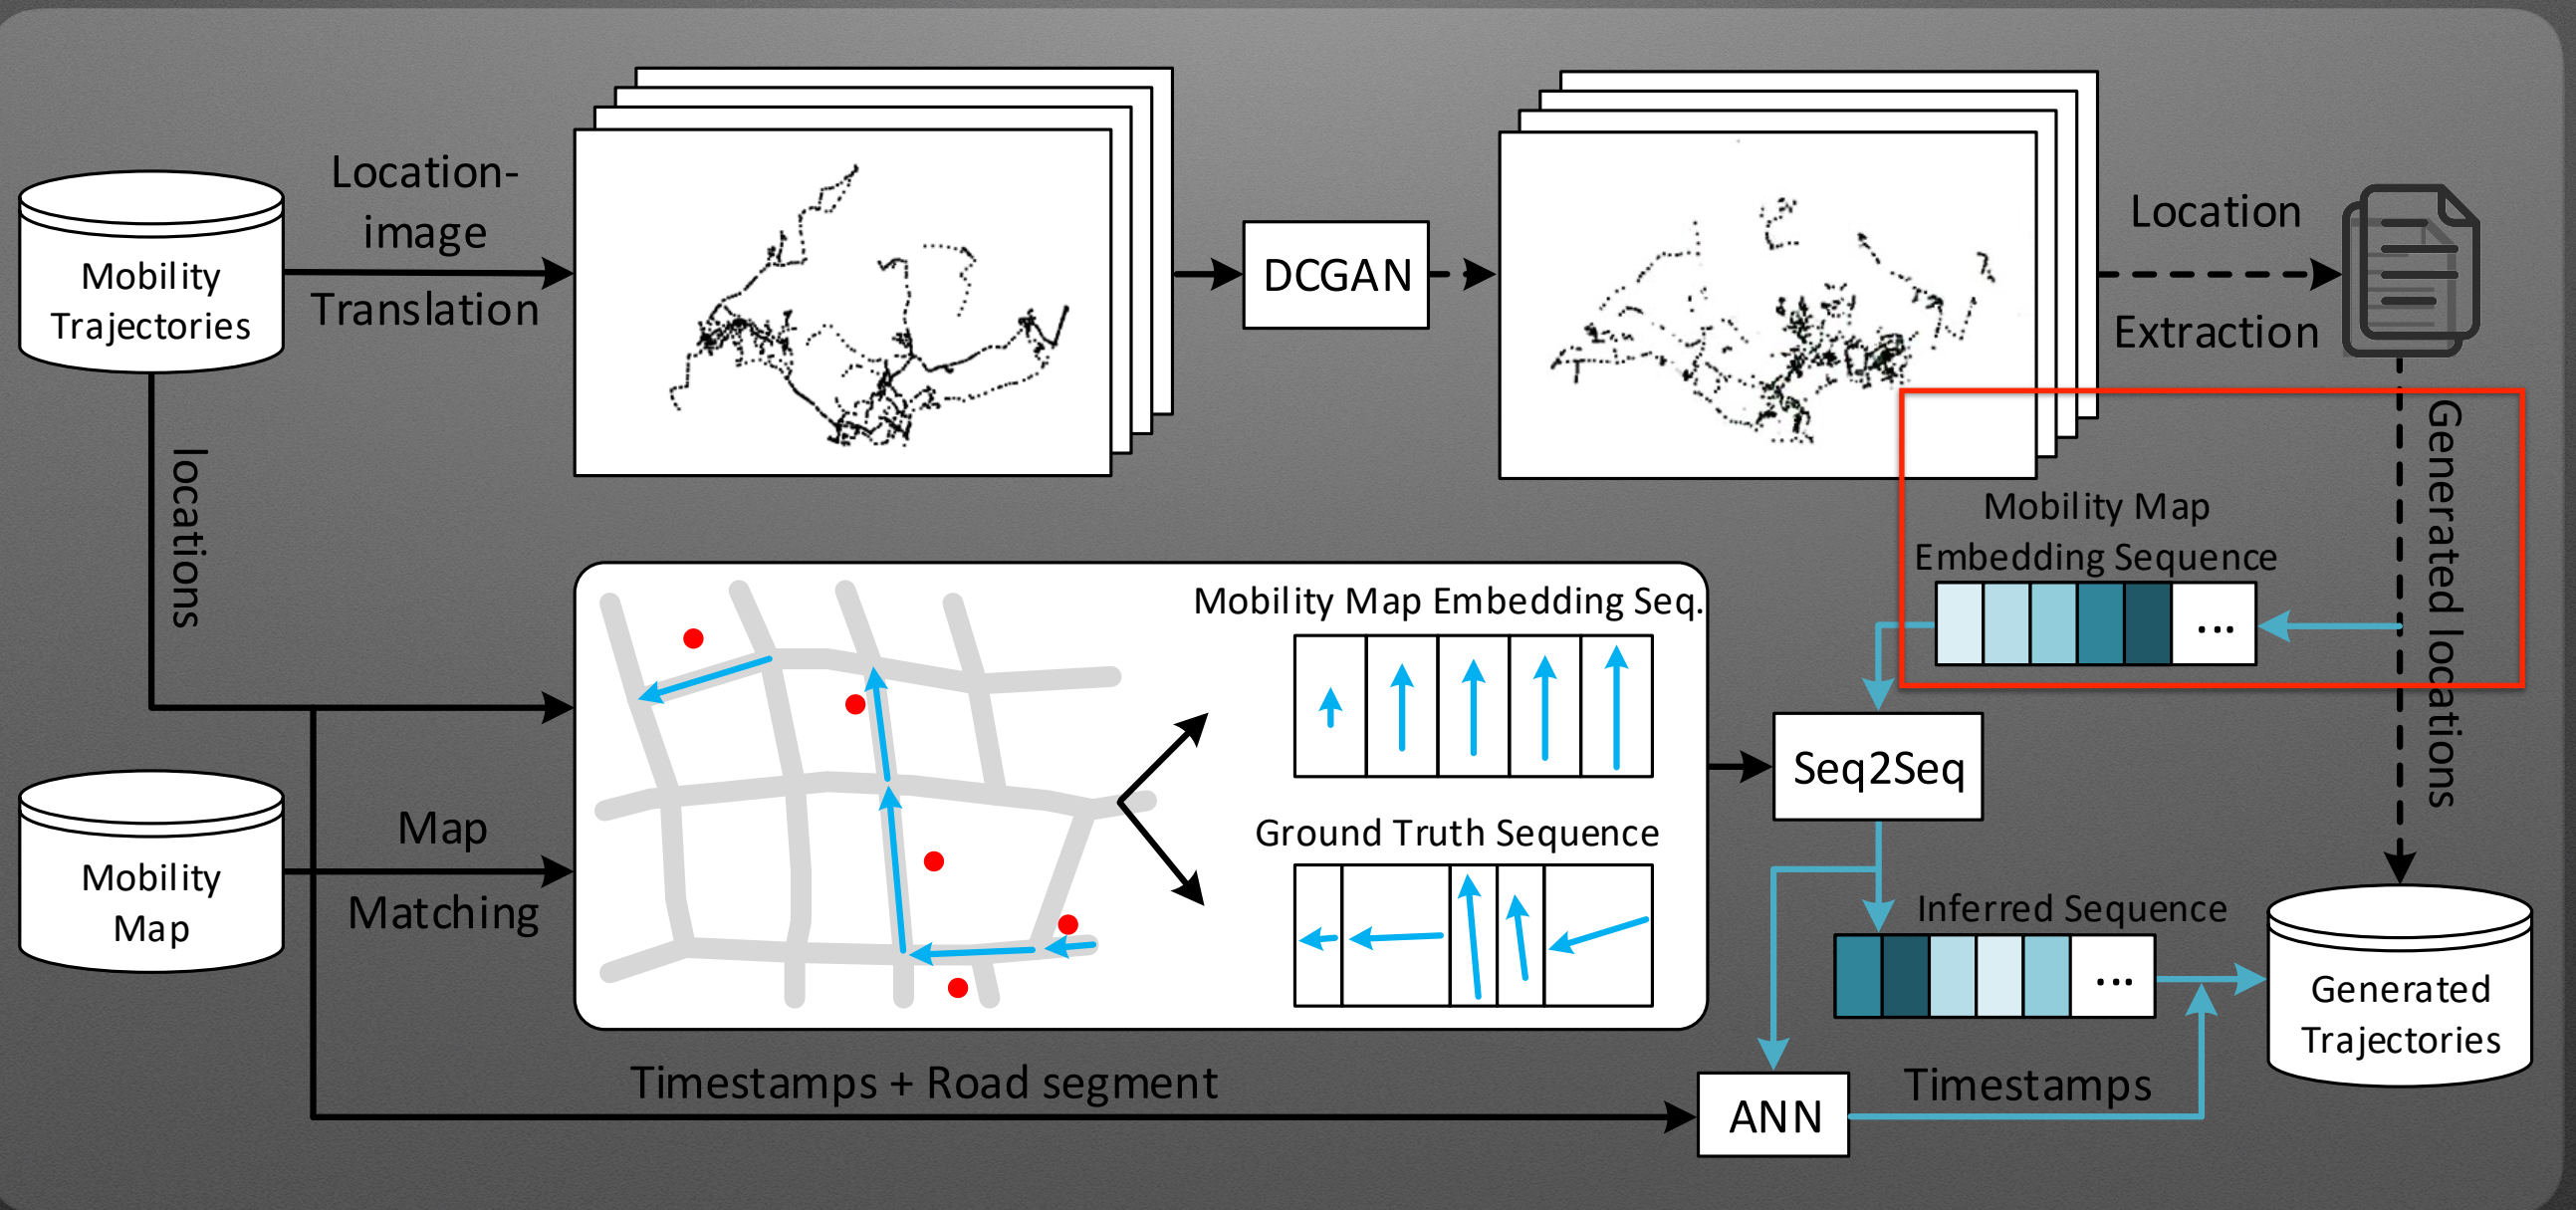 Location-
image
Translation
Mobility
Trajectories
DCGAN
Location
Extraction
locations
Generated locations
Mobility Map
Embedding Sequence
...
Mobility Map Embedding Seq.
Ground Truth Sequence
Seq2Seq
Mobility
Map
Map
Matching
Inferred Sequence
...
Generated
Trajectories
Timestamps + Road segment
ANN
Timestamps